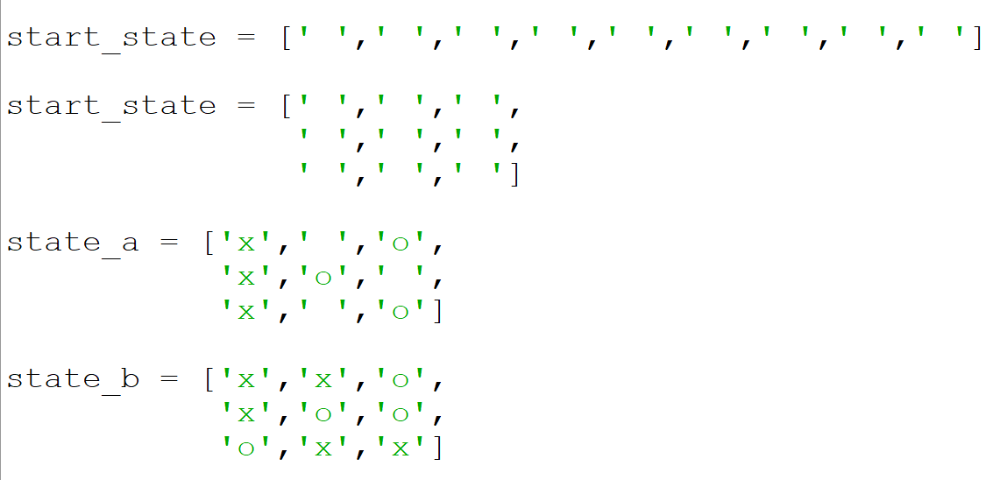 start_state = [' ',' ',' ',' ',' ',' ',' ',' ',' ']
start_state = [' ',' ',' ',
' ',' ',' ',
' ',' ',' ']
state_a = ['x',' ','o',
'x','o',' ',
'x',' ','o']
state_b = ['x','x','o',
'x','o','o',
'o','x','x']